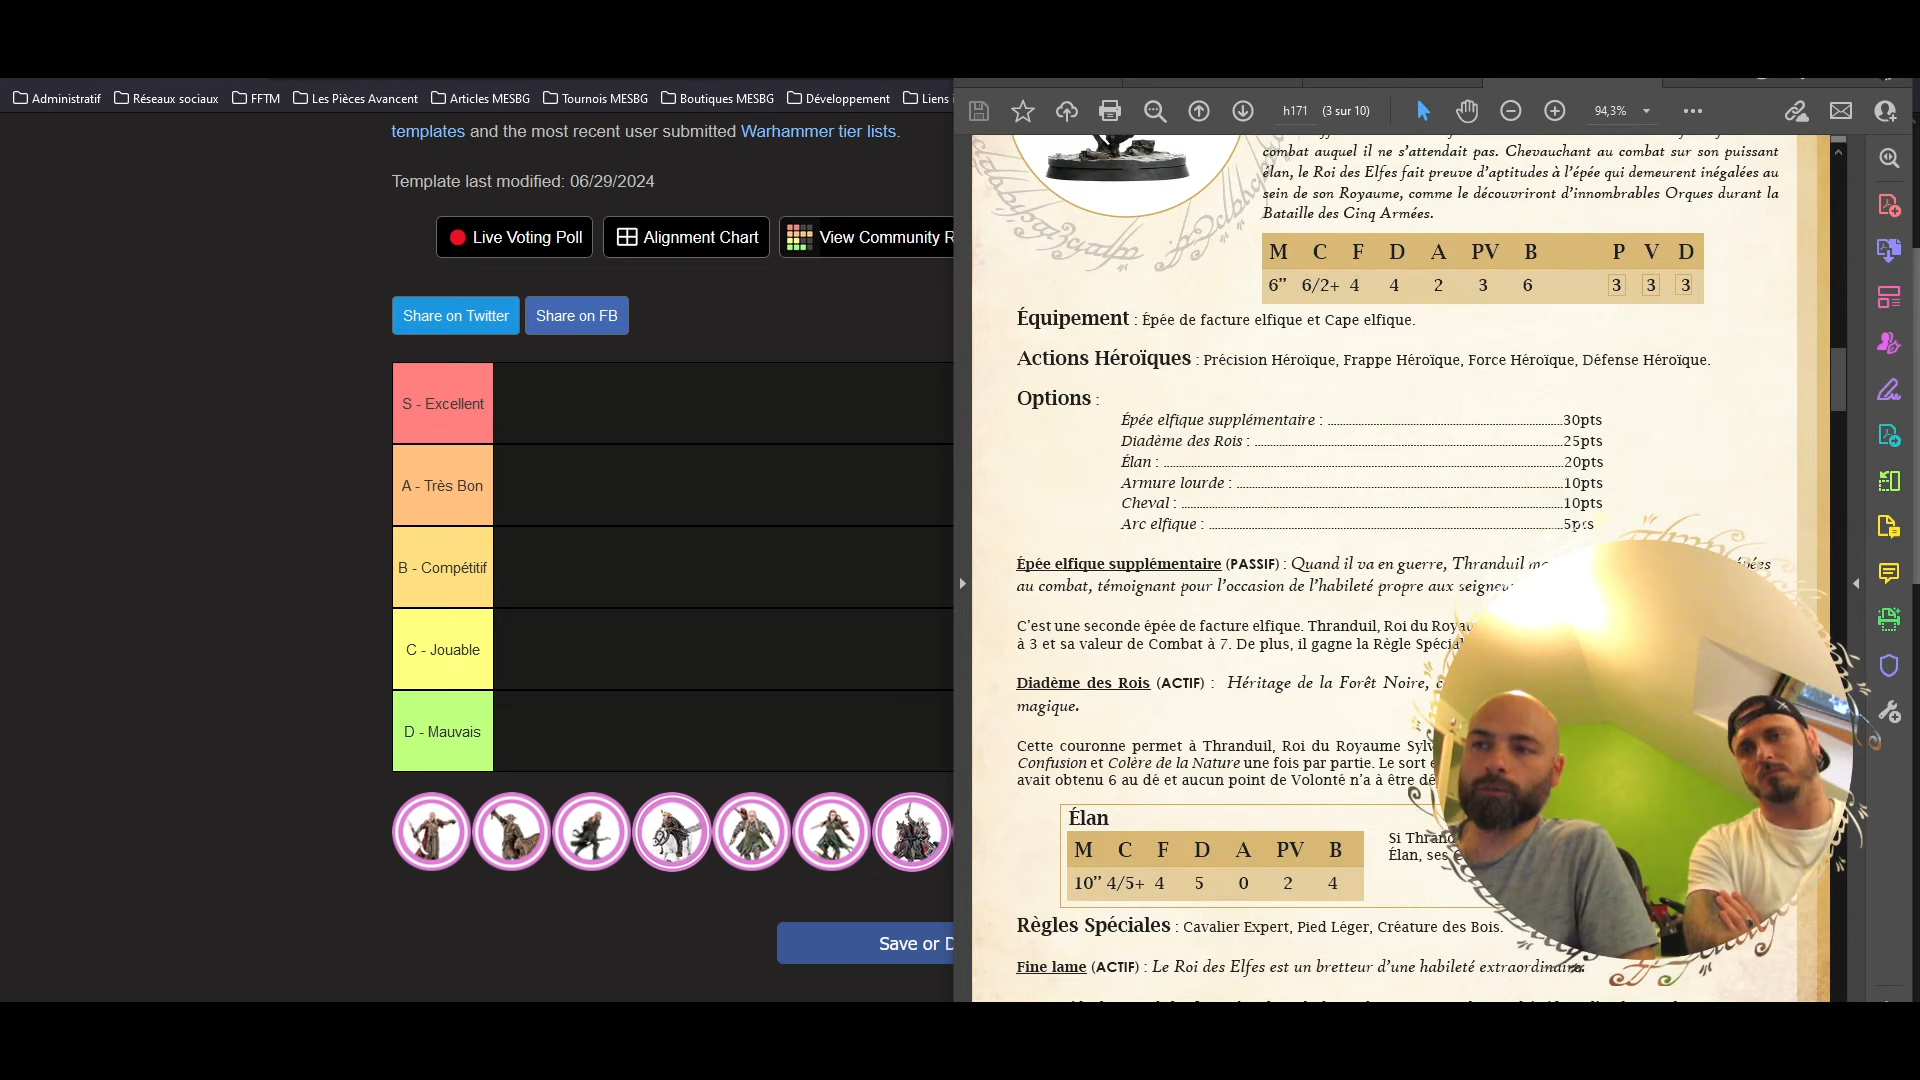 Administratif Réseaux sociaux FFTM Les Pièces Avancent Articles MESBG Tournois MESBG Boutiques MESBG Développement Liens
templates and the most recent user submitted Warhammer tier lists.
Template last modified: 06/29/2024
Live Voting Poll Alignment Chart View Community R
Share on Twitter Share on FB
S - Excellent
A - Très Bon
B - Compétitif
C - Jouable
D - Mauvais
Save or D
h171 (3 sur 10) 94,3%
combat auquel il ne s'attendait pas. Chevauchant au combat sur son puissant
élan, le Roi des Elfes fait preuve d'aptitudes à l'épée qui demeurent inégalées au
sein de son Royaume, comme le découvriront d'innombrables Orques durant la
Bataille des Cinq Armées.
M C F D A PV B P V D
6” 6/2+ 4 4 2 3 6 3 3 3
Équipement : Épée de facture elfique et Cape elfique.
Actions Héroïques : Précision Héroïque, Frappe Héroïque, Force Héroïque, Défense Héroïque.
Options :
Épée elfique supplémentaire : 30pts
Diadème des Rois : 25pts
Élan : 20pts
Armure lourde : 10pts
Cheval : 10pts
Arc elfique : 5pts
Épée elfique supplémentaire (PASSIF) : Quand il va en guerre, Thranduil
au combat, témoignant pour l'occasion de l'habileté propre aux
C'est une seconde épée de facture elfique. Thranduil, Roi du
à 3 et sa valeur de Combat à 7. De plus, il gagne la Règle
Diadème des Rois (ACTIF) : Héritage de la Forêt Noire,
magique.
Cette couronne permet à Thranduil, Roi du Royaume
Confusion et Colère de la Nature une fois par partie. Le sort
avait obtenu 6 au dé et aucun point de Volonté n'a à être
Élan
M C F D A PV B
10” 4/5+ 4 5 0 2 4
Si
Élan, ses
Règles Spéciales : Cavalier Expert, Pied Léger, Créature des Bois.
Fine lame (ACTIF) : Le Roi des Elfes est un bretteur d'une habileté extraordinaire.